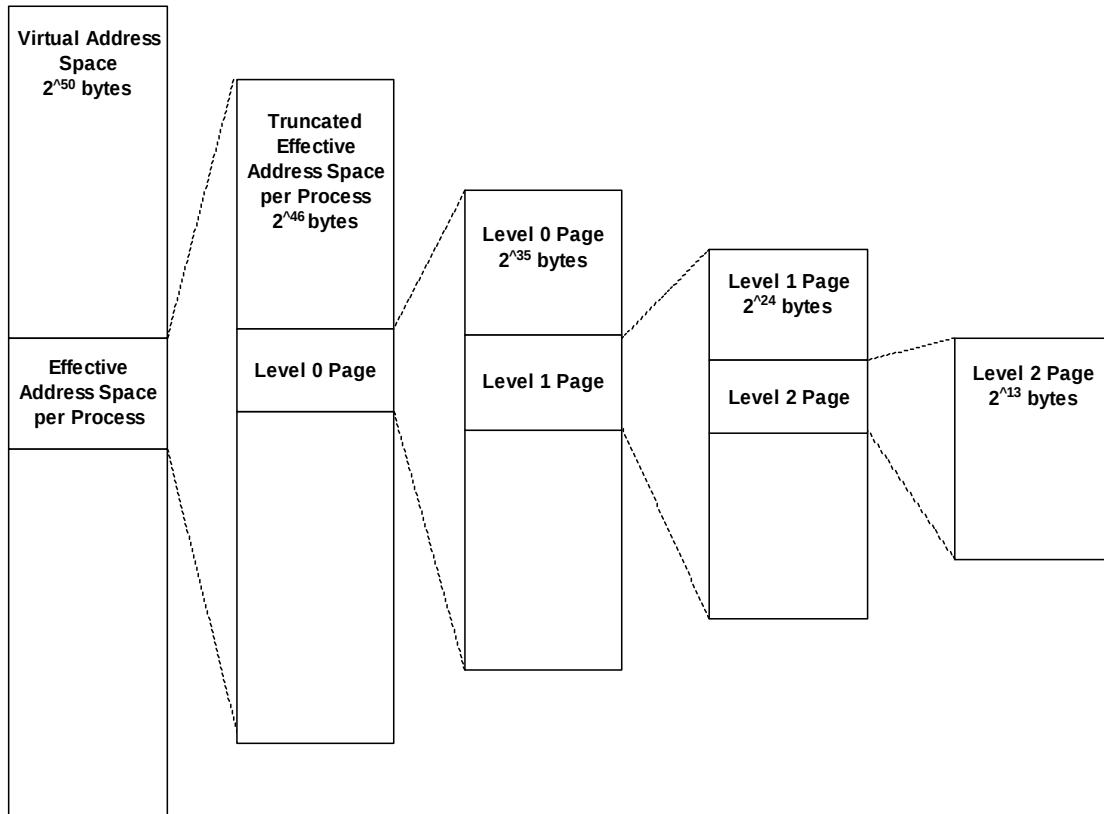 Virtual Address
Space
2^50 bytes
Effective
Address Space
per Process
Truncated
Effective
Address Space
per Process
2^46 bytes
Level 0 Page
Level 0 Page
2^35 bytes
Level 1 Page
Level 1 Page
2^24 bytes
Level 2 Page
Level 2 Page
2^13 bytes